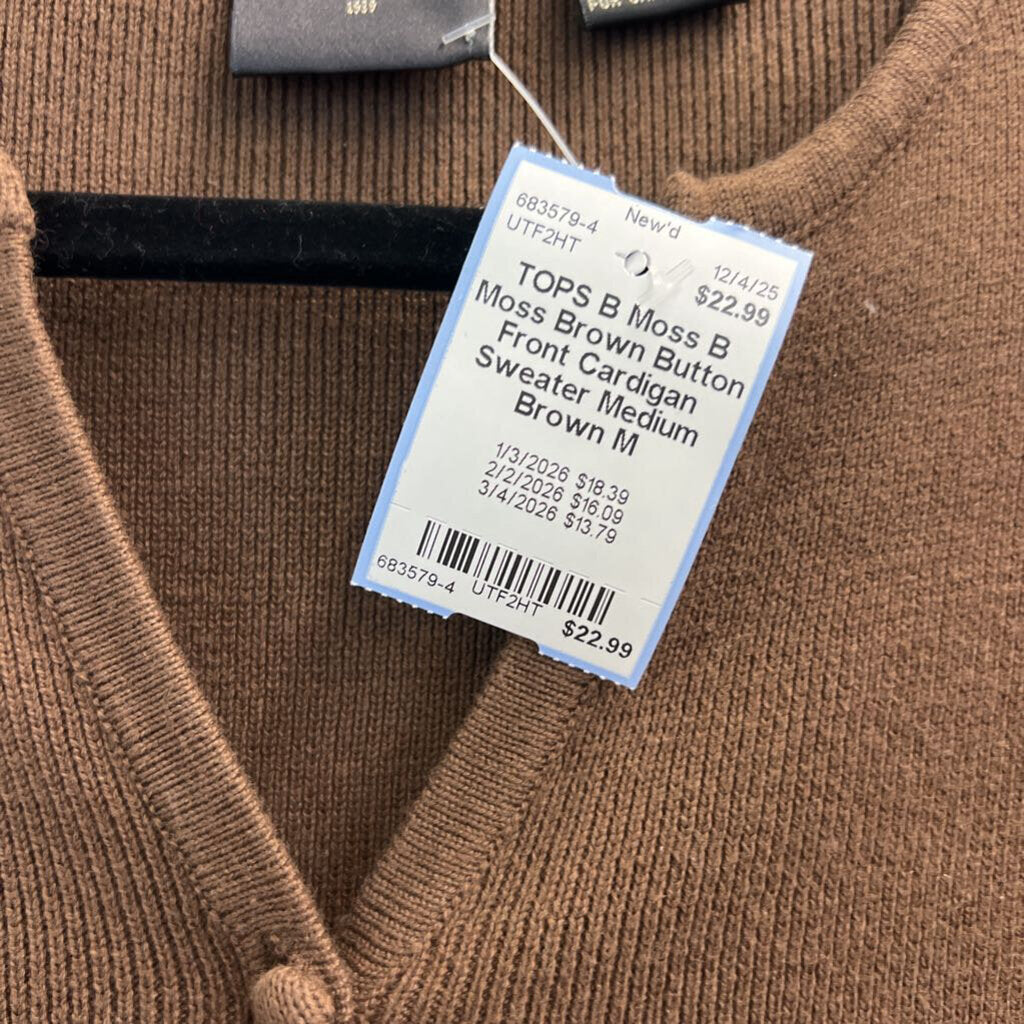 1939
683579-4
New'd
UTF2HT
12/4/25
$22.99
TOPS B Moss B
Moss Brown Button
Front Cardigan
Sweater Medium
Brown M
1/3/2026 $18.39
2/2/2026 $16.09
3/4/2026 $13.79
683579-4 UTF2HT
$22.99